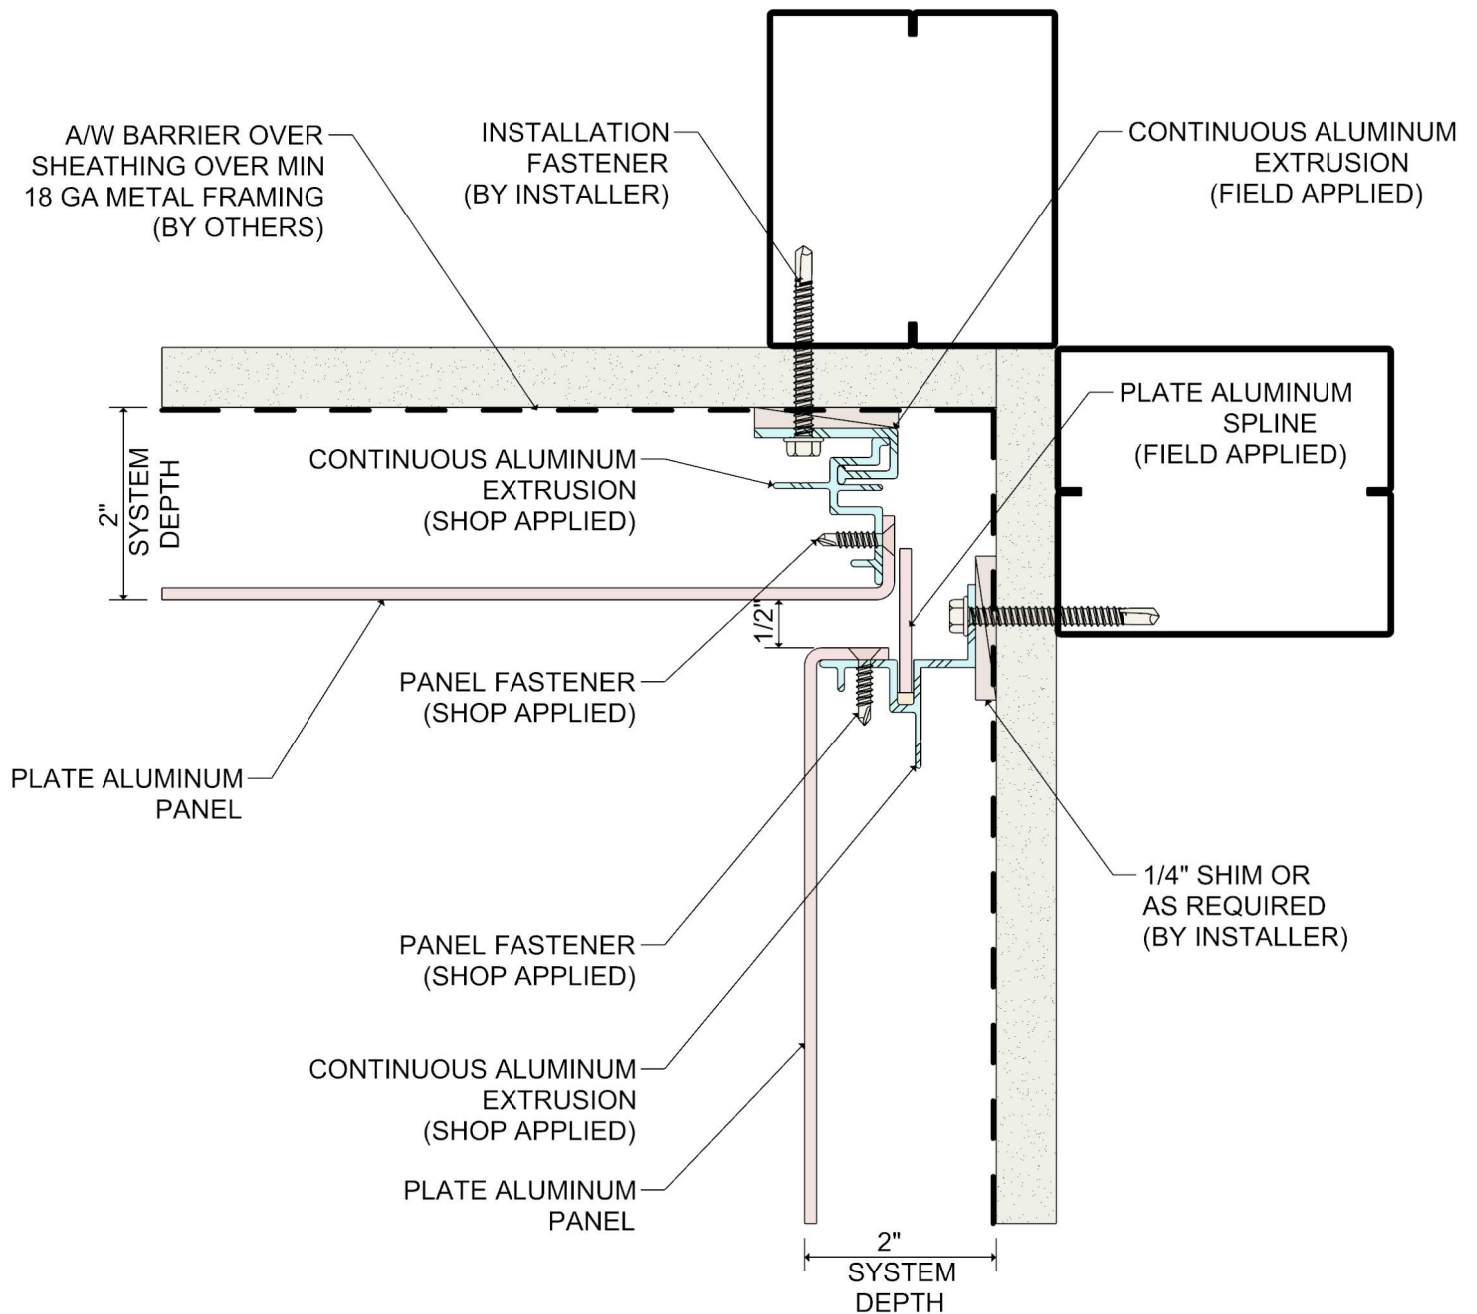 A/W BARRIER OVER
SHEATHING OVER MIN
18 GA METAL FRAMING
(BY OTHERS)
INSTALLATION
FASTENER
(BY INSTALLER)
CONTINUOUS ALUMINUM
EXTRUSION
(FIELD APPLIED)
PLATE ALUMINUM
SPLINE
(FIELD APPLIED)
2"
SYSTEM
DEPTH
CONTINUOUS ALUMINUM
EXTRUSION
(SHOP APPLIED)
1/2"
PANEL FASTENER
(SHOP APPLIED)
PLATE ALUMINUM
PANEL
1/4" SHIM OR
AS REQUIRED
(BY INSTALLER)
PANEL FASTENER
(SHOP APPLIED)
CONTINUOUS ALUMINUM
EXTRUSION
(SHOP APPLIED)
PLATE ALUMINUM
PANEL
2"
SYSTEM
DEPTH